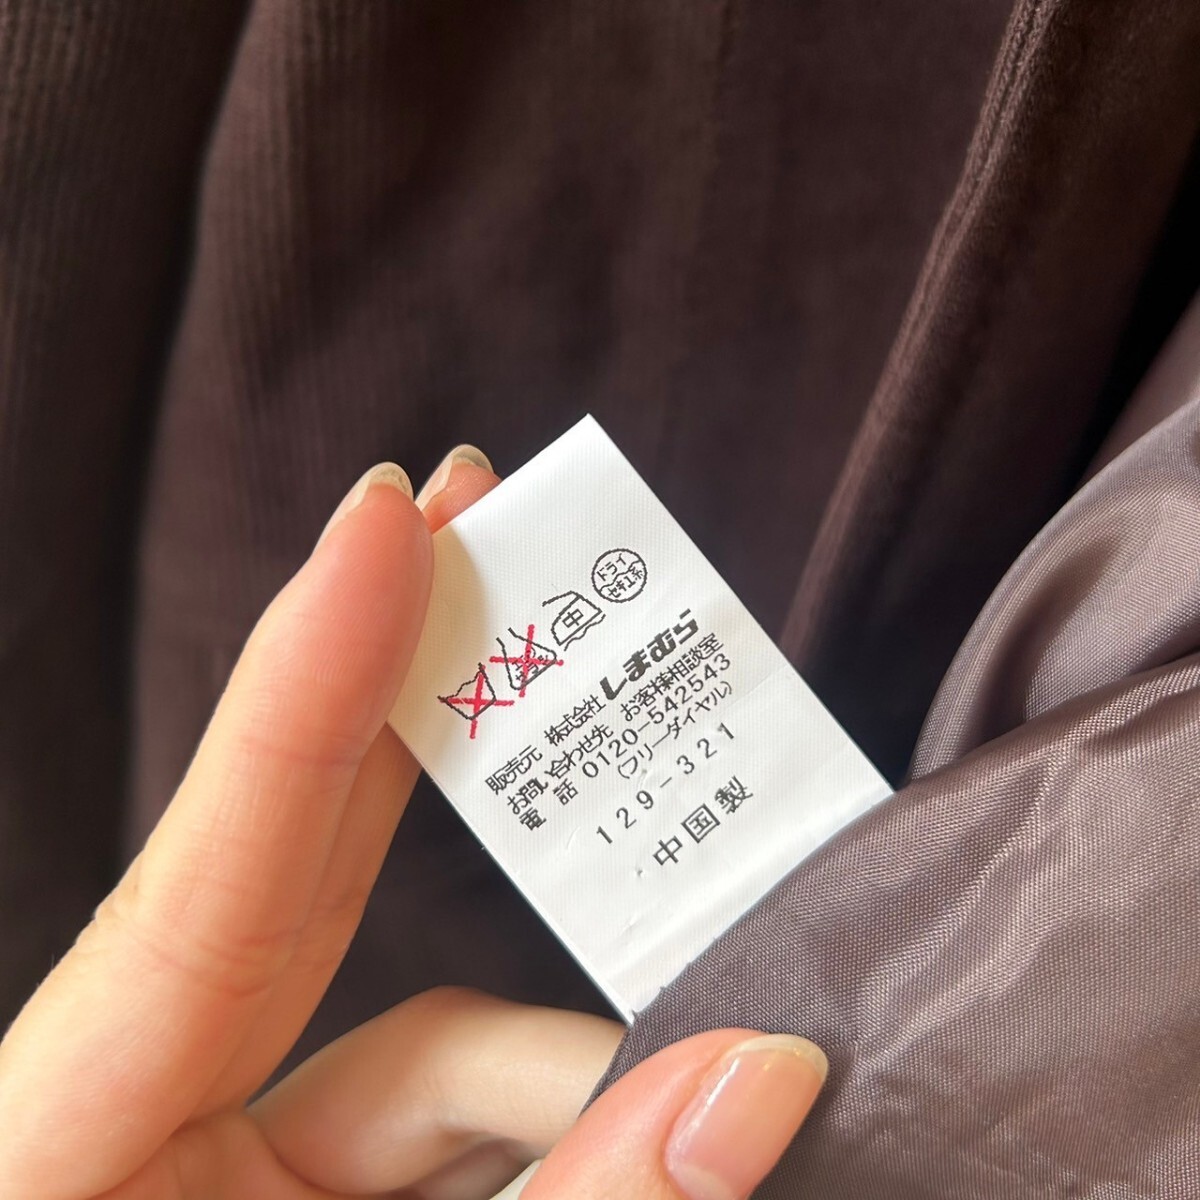 ドライ
セキユ系
中
販売元 株式会社しまむら
お問い合わせ先 お客様相談室
電 話 0120-542543
(フリーダイヤル)
129-321
中国製